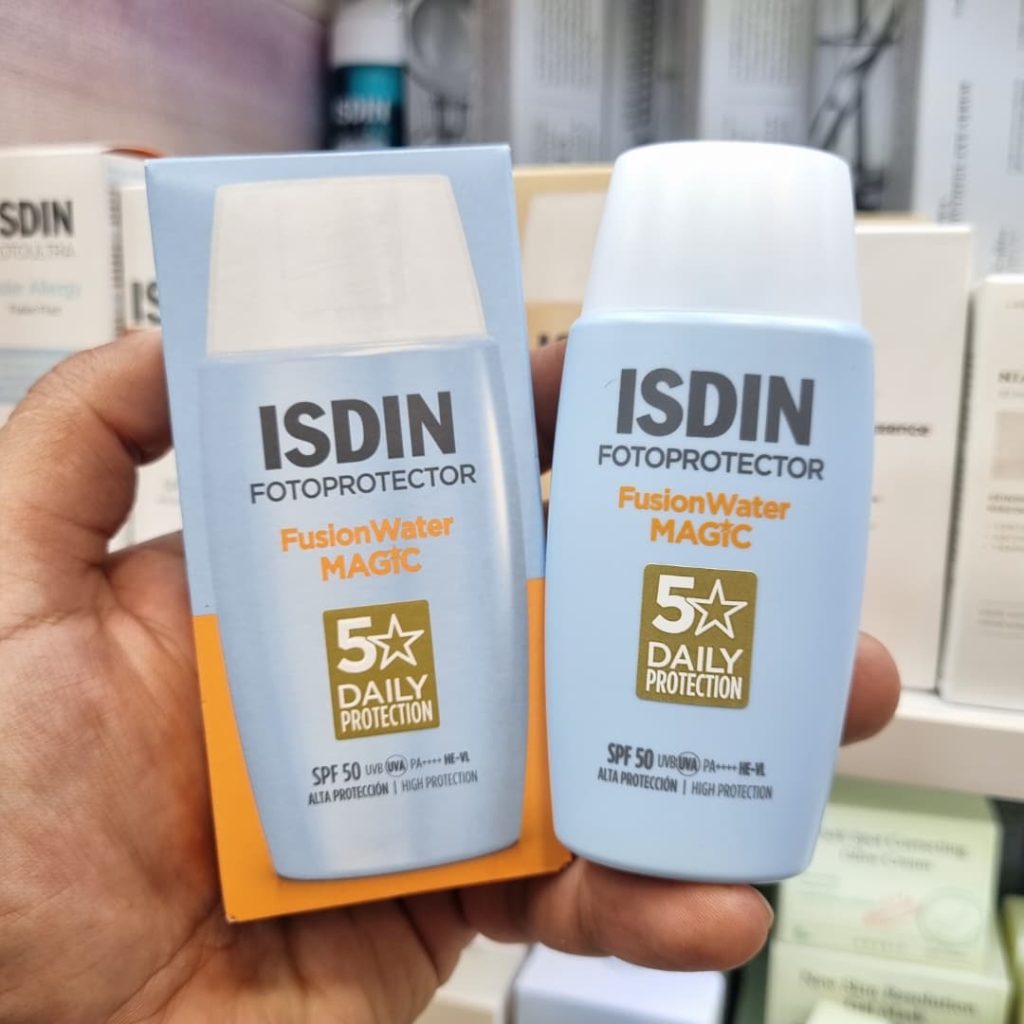 ISDIN
SDIN
ISDIN
FOTOPROTECTOR
FusionWater
MAGIC
5
DAILY
PROTECTION
SPF 50 UVB UVA PA++++ HE-VL
ALTA PROTECCIÓN | HIGH PROTECTION
ISDIN
FOTOPROTECTOR
FusionWater
MAGIC
5
DAILY
PROTECTION
SPF 50 UVB UVA PA++++ HE-VL
ALTA PROTECCIÓN | HIGH PROTECTION